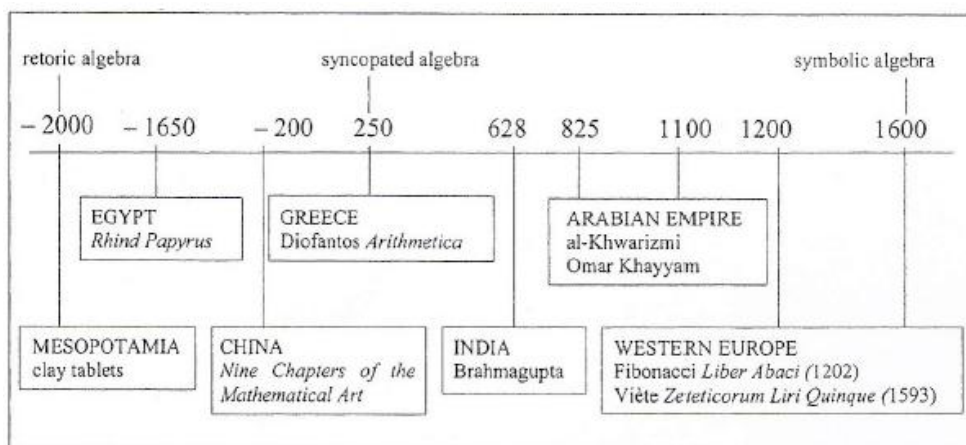 retoric algebra syncopated algebra symbolic algebra
– 2000 – 1650 – 200 250 628 825 1100 1200 1600
EGYPT
Rhind Papyrus
GREECE
Diofantos Arithmetica
ARABIAN EMPIRE
al-Khwarizmi
Omar Khayyam
MESOPOTAMIA
clay tablets
CHINA
Nine Chapters of the
Mathematical Art
INDIA
Brahmagupta
WESTERN EUROPE
Fibonacci Liber Abaci (1202)
Viète Zeteticorum Liri Quinque (1593)